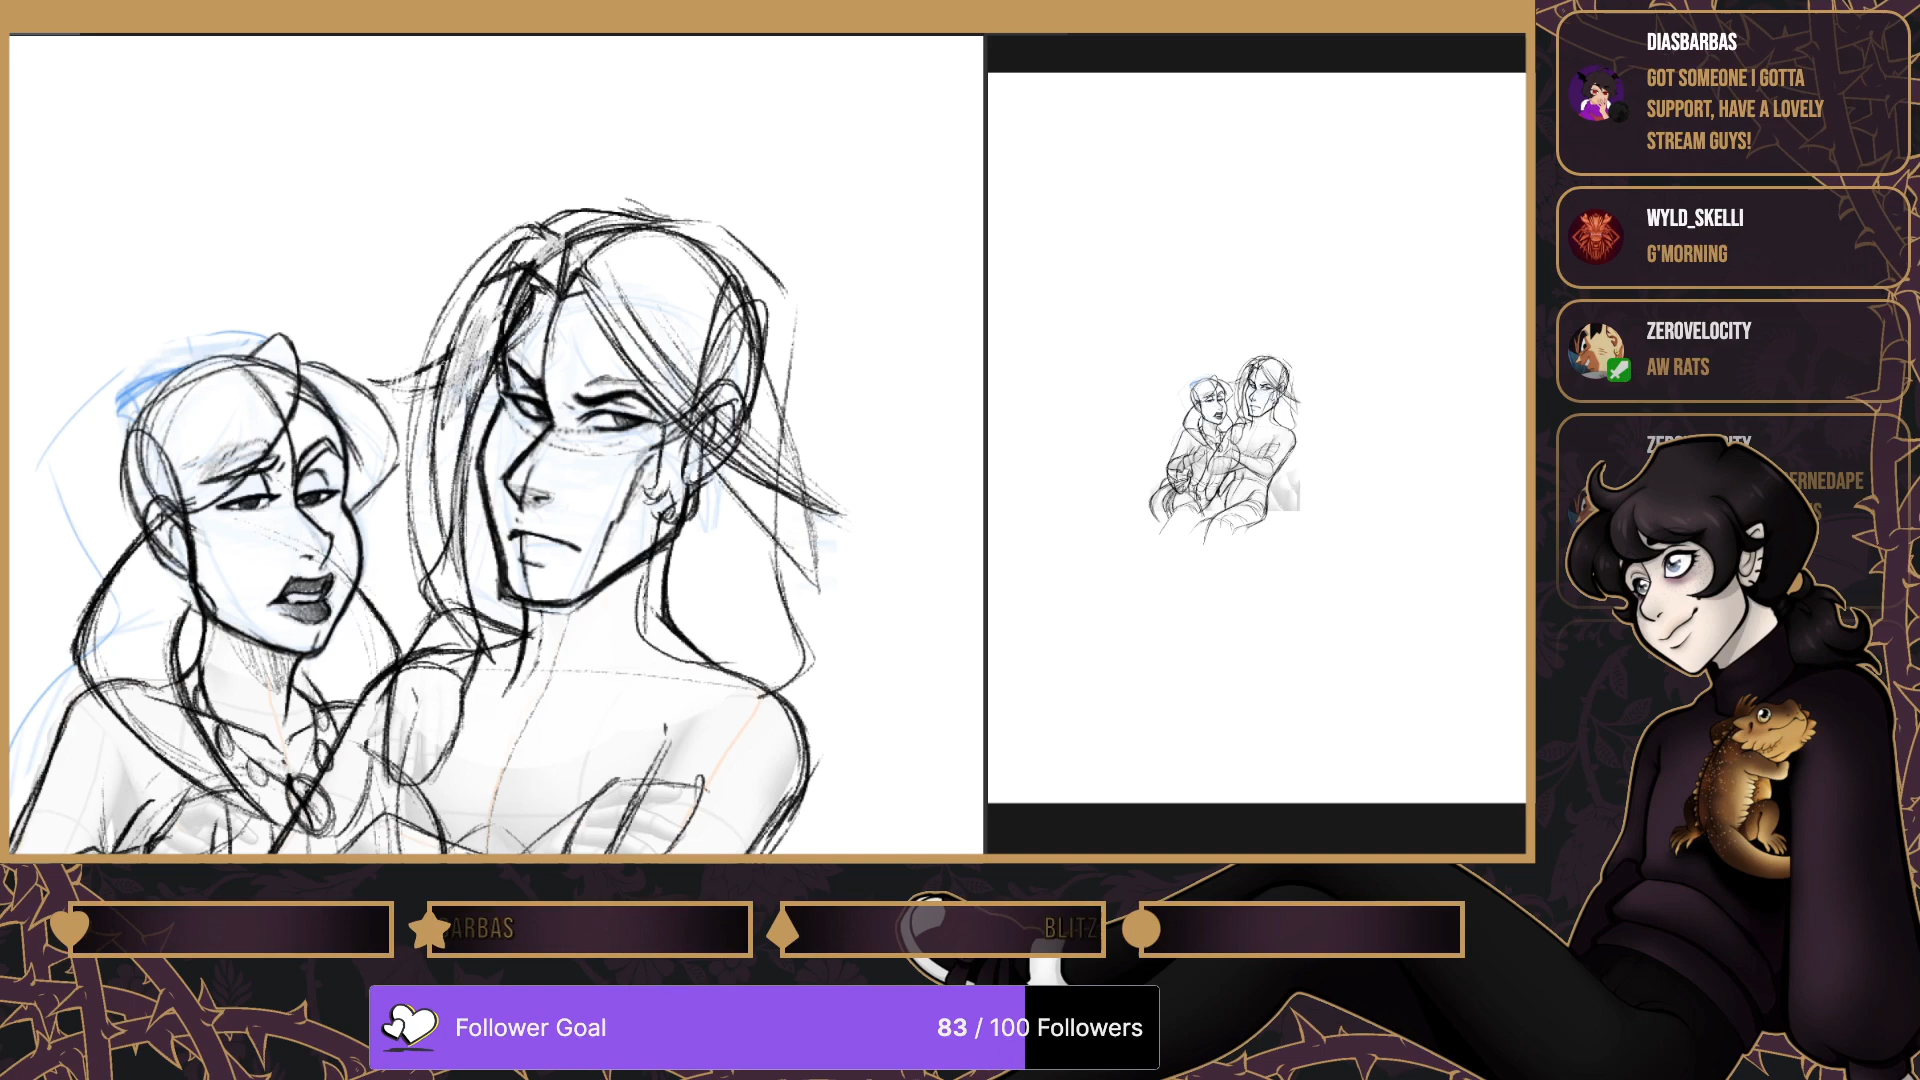 DIASBARBAS
GOT SOMEONE I GOTTA
SUPPORT, HAVE A LOVELY
STREAM GUYS!
WYLD_SKELLI
G'MORNING
ZEROVELOCITY
AW RATS
ARBAS
BLITZ
Follower Goal
83 / 100 Followers